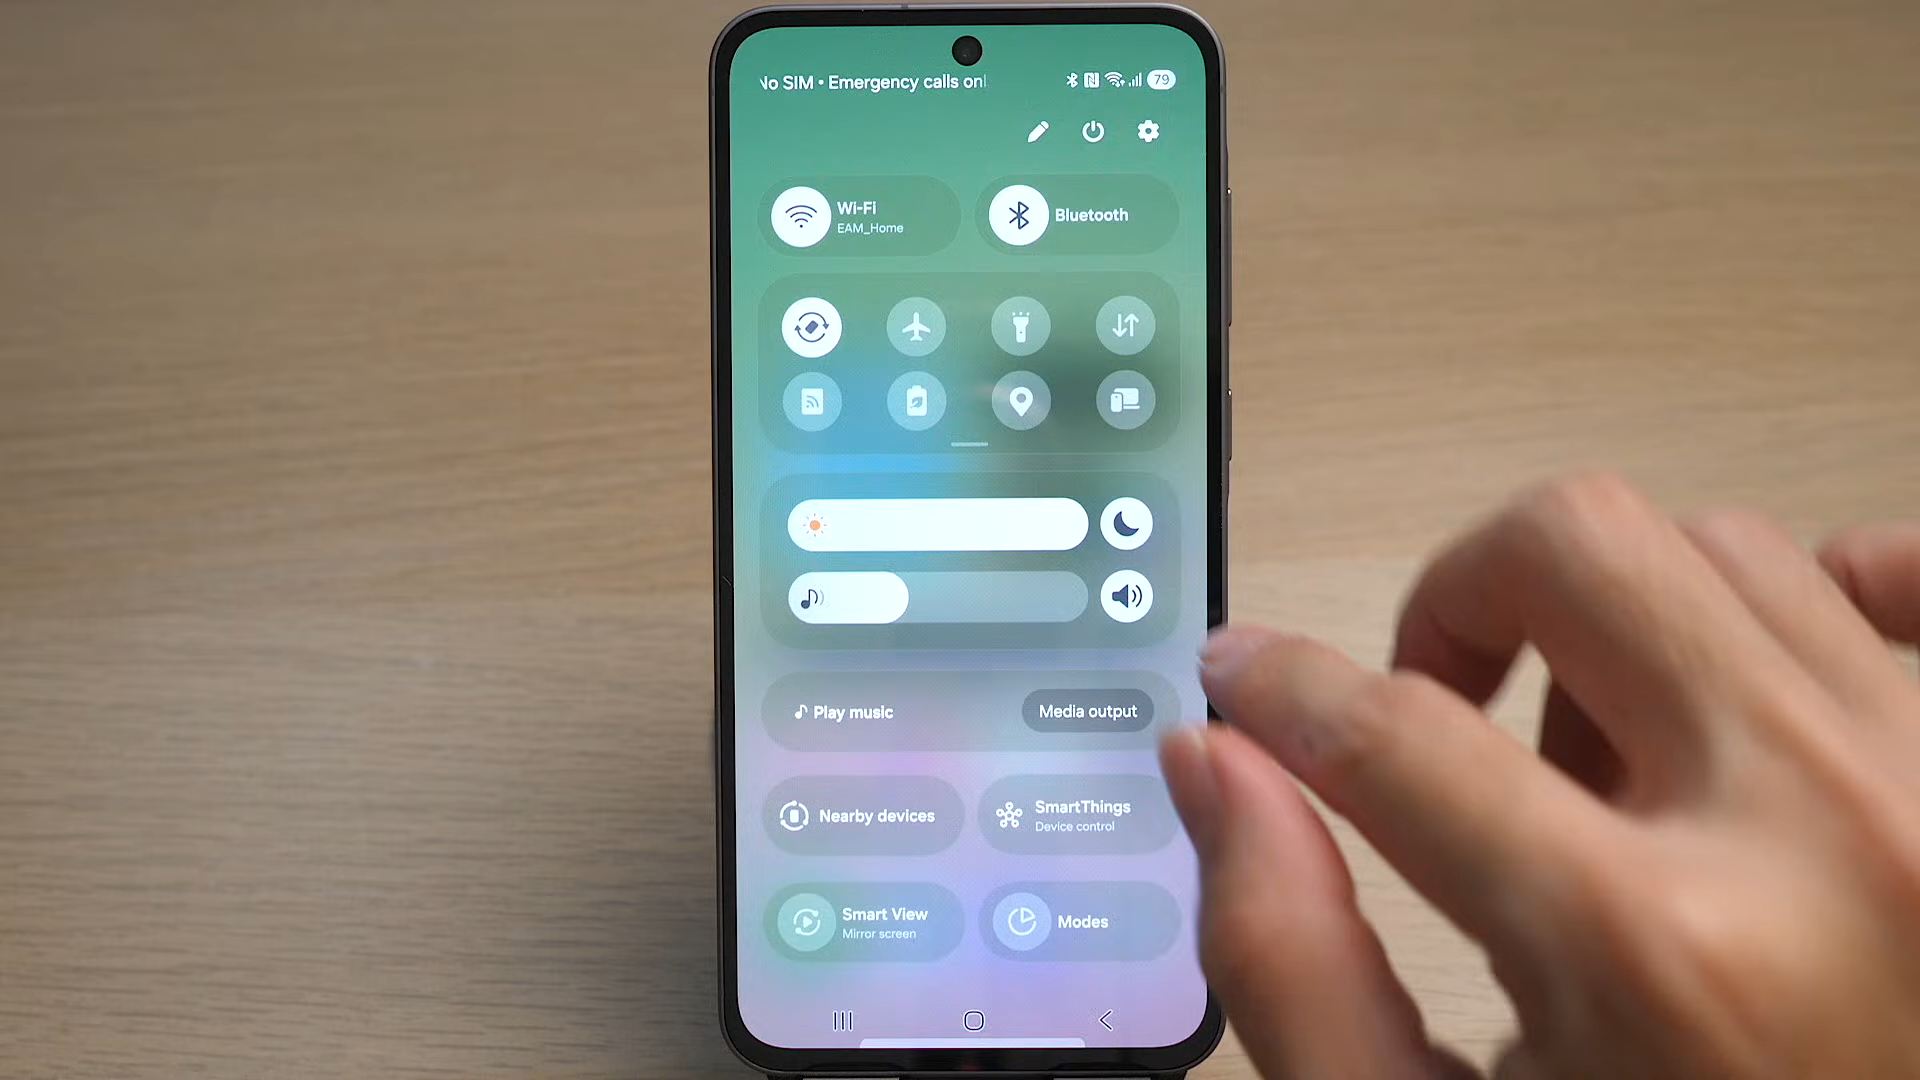 No SIM • Emergency calls onl
79
Wi-Fi
EAM_Home
Bluetooth
Play music
Media output
Nearby devices
SmartThings
Device control
Smart View
Mirror screen
Modes